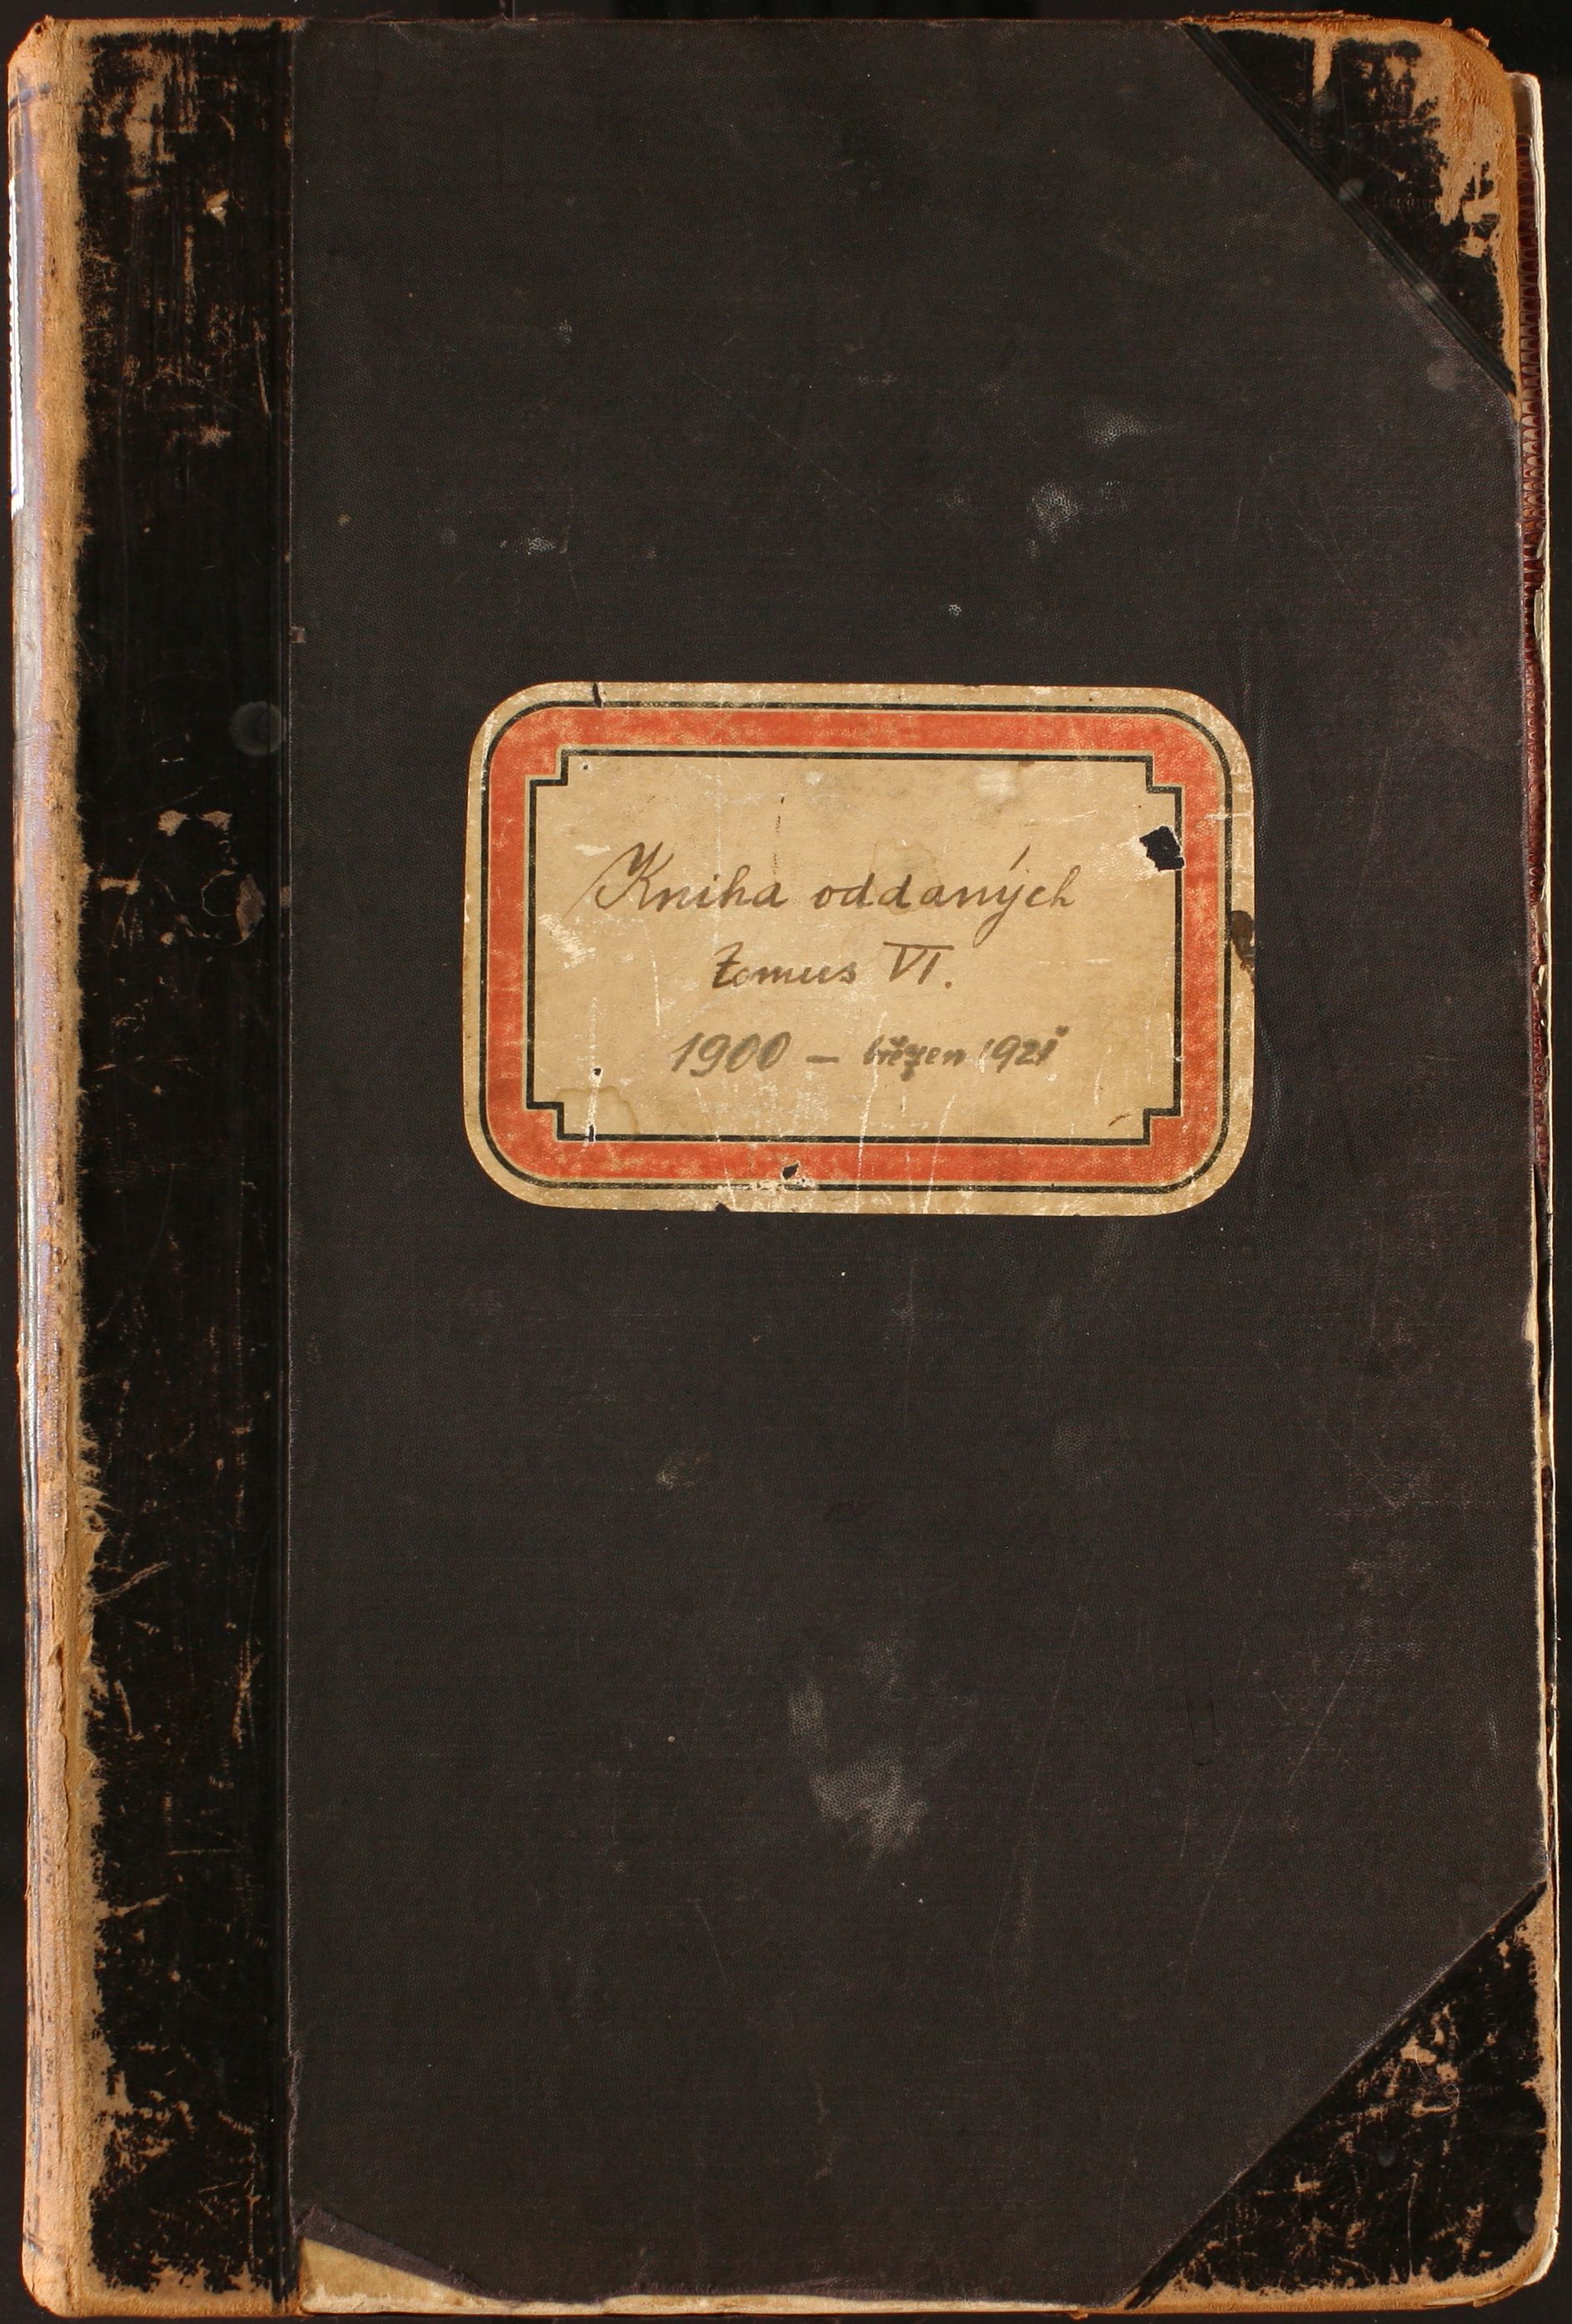 Kniha oddaných
tomus VI.
1900 – březen 1921